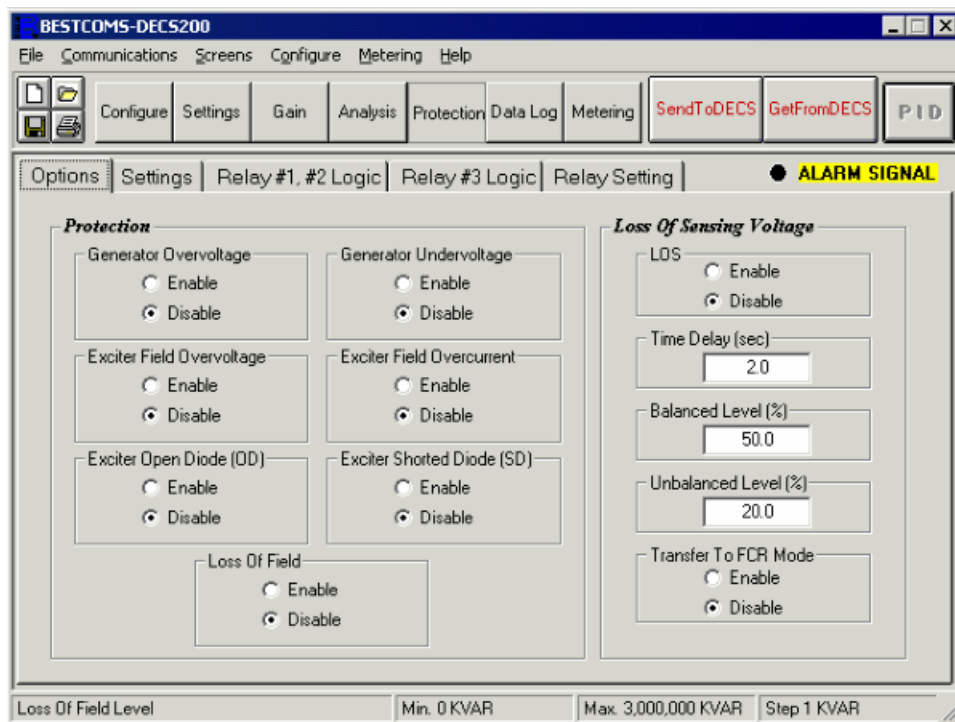 BESTCOMS-DECS200
File Communications Screens Configure Metering Help
Configure Settings Gain Analysis Protection Data Log Metering SendToDECS GetFromDECS PID
Options Settings Relay #1, #2 Logic Relay #3 Logic Relay Setting ALARM SIGNAL
Protection
Generator Overvoltage
Enable
Disable
Generator Undervoltage
Enable
Disable
Exciter Field Overvoltage
Enable
Disable
Exciter Field Overcurrent
Enable
Disable
Exciter Open Diode (OD)
Enable
Disable
Exciter Shorted Diode (SD)
Enable
Disable
Loss Of Field
Enable
Disable
Loss Of Sensing Voltage
LOS
Enable
Disable
Time Delay (sec)
2.0
Balanced Level (%)
50.0
Unbalanced Level (%)
20.0
Transfer To FCR Mode
Enable
Disable
Loss Of Field Level Min. 0 KVAR Max. 3,000,000 KVAR Step 1 KVAR